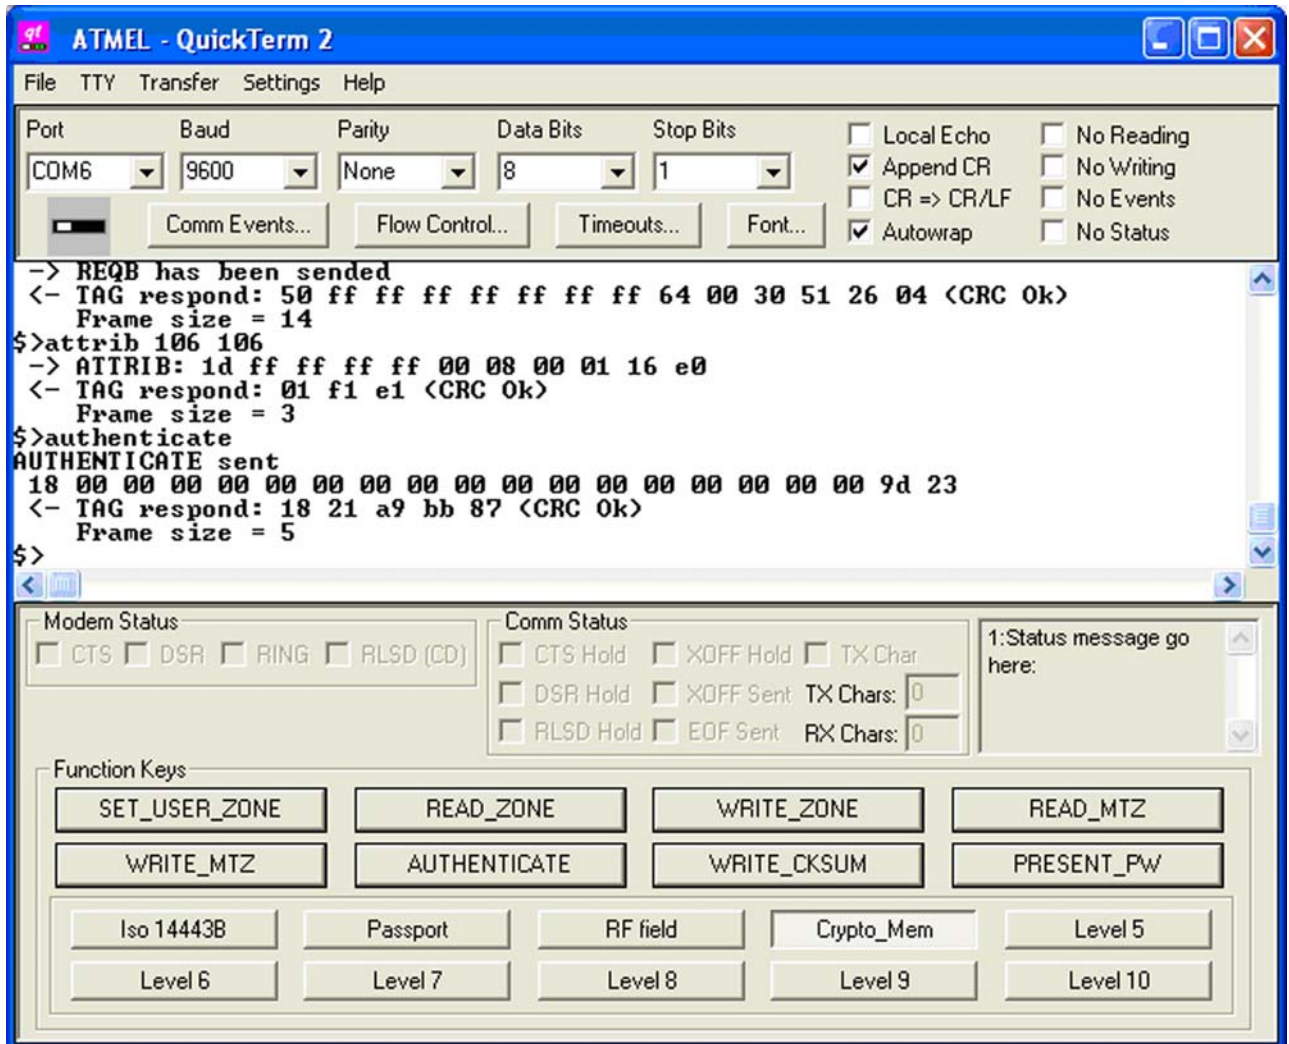 qt ATMEL - QuickTerm 2
File TTY Transfer Settings Help
Port Baud Parity Data Bits Stop Bits
Local Echo No Reading
COM6 9600 None 8 1
Append CR No Writing
CR => CR/LF No Events
Comm Events... Flow Control... Timeouts... Font...
Autowrap No Status
-> REQB has been sended
<- TAG respond: 50 ff ff ff ff ff ff ff 64 00 30 51 26 04 (CRC Ok)
Frame size = 14
$>attrib 106 106
-> ATTRIB: 1d ff ff ff ff 00 08 00 01 16 e0
<- TAG respond: 01 f1 e1 (CRC Ok)
Frame size = 3
$>authenticate
AUTHENTICATE sent
18 00 00 00 00 00 00 00 00 00 00 00 00 00 00 00 00 00 9d 23
<- TAG respond: 18 21 a9 bb 87 (CRC Ok)
Frame size = 5
$>
Modem Status
CTS DSR RING RLSD (CD)
Comm Status
CTS Hold XOFF Hold TX Char
DSR Hold XOFF Sent TX Chars: 0
RLSD Hold EOF Sent RX Chars: 0
1:Status message go
here:
Function Keys
SET_USER_ZONE READ_ZONE WRITE_ZONE READ_MTZ
WRITE_MTZ AUTHENTICATE WRITE_CKSUM PRESENT_PW
Iso 14443B Passport RF field Crypto_Mem Level 5
Level 6 Level 7 Level 8 Level 9 Level 10